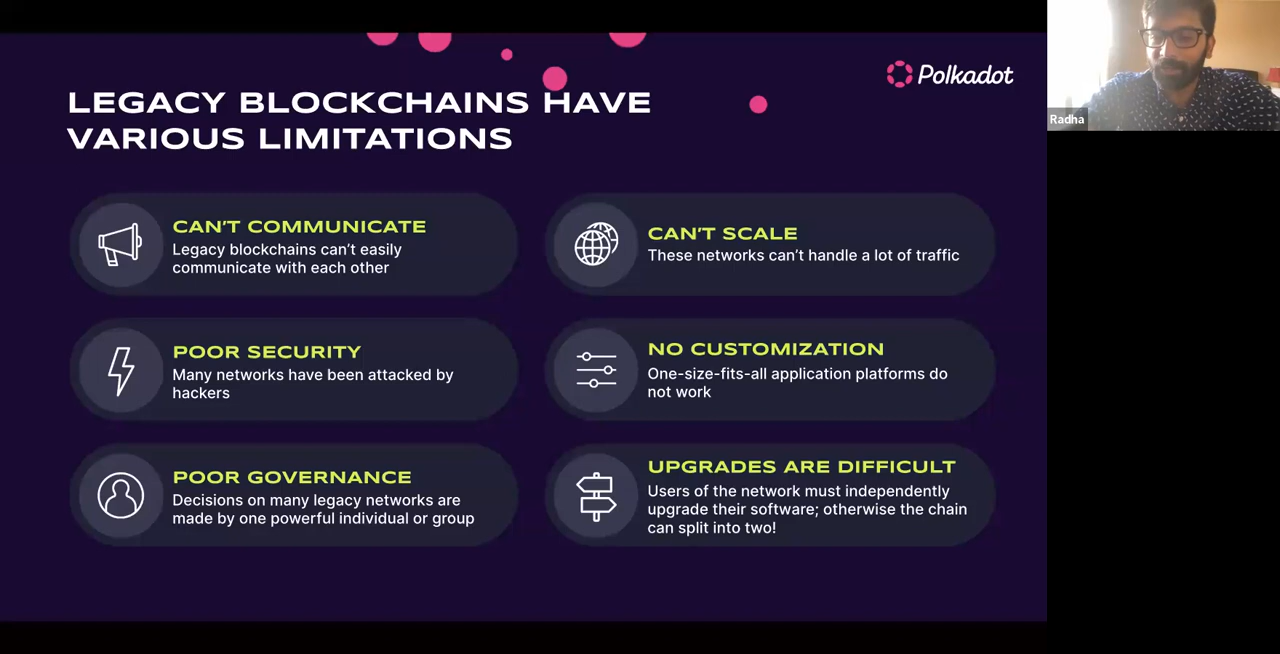 LEGACY BLOCKCHAINS HAVE
VARIOUS LIMITATIONS
Polkadot
Radha
CAN'T COMMUNICATE
Legacy blockchains can't easily
communicate with each other
CAN'T SCALE
These networks can't handle a lot of traffic
POOR SECURITY
Many networks have been attacked by
hackers
NO CUSTOMIZATION
One-size-fits-all application platforms do
not work
POOR GOVERNANCE
Decisions on many legacy networks are
made by one powerful individual or group
UPGRADES ARE DIFFICULT
Users of the network must independently
upgrade their software; otherwise the chain
can split into two!